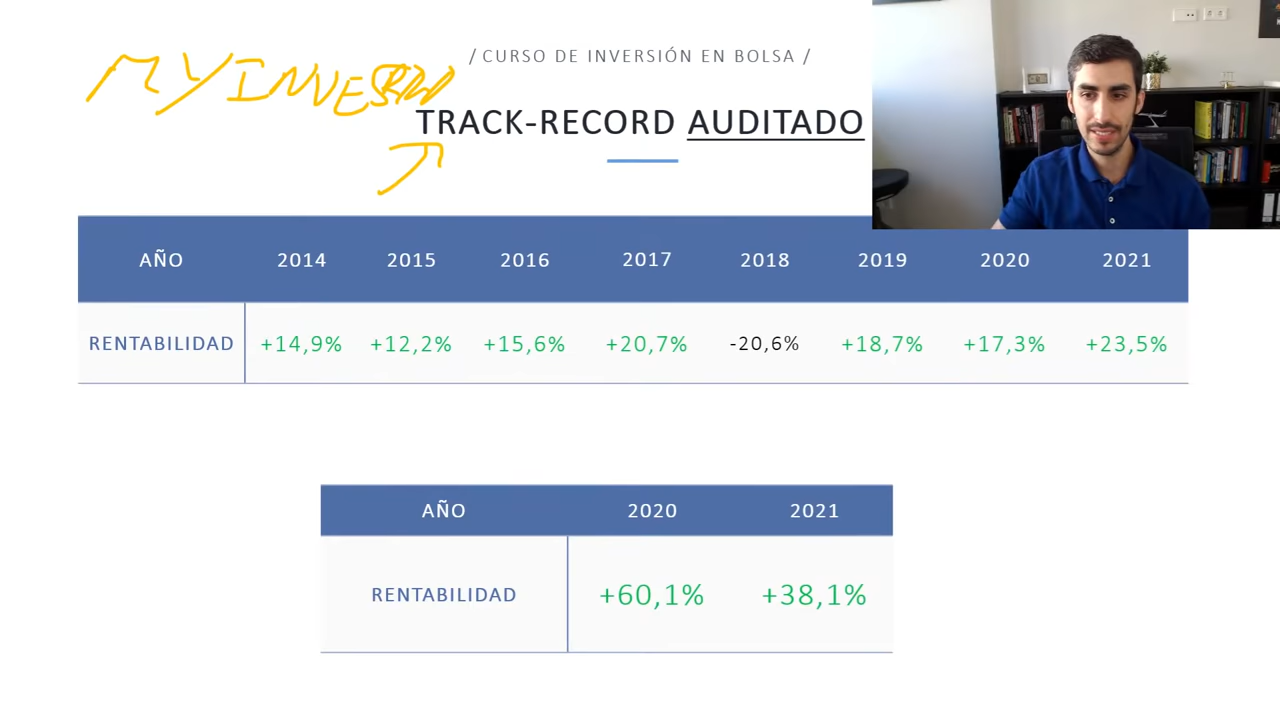 / CURSO DE INVERSIÓN EN BOLSA /
TRACK-RECORD AUDITADO
AÑO 2014 2015 2016 2017 2018 2019 2020 2021
RENTABILIDAD +14,9% +12,2% +15,6% +20,7% -20,6% +18,7% +17,3% +23,5%
AÑO 2020 2021
RENTABILIDAD +60,1% +38,1%